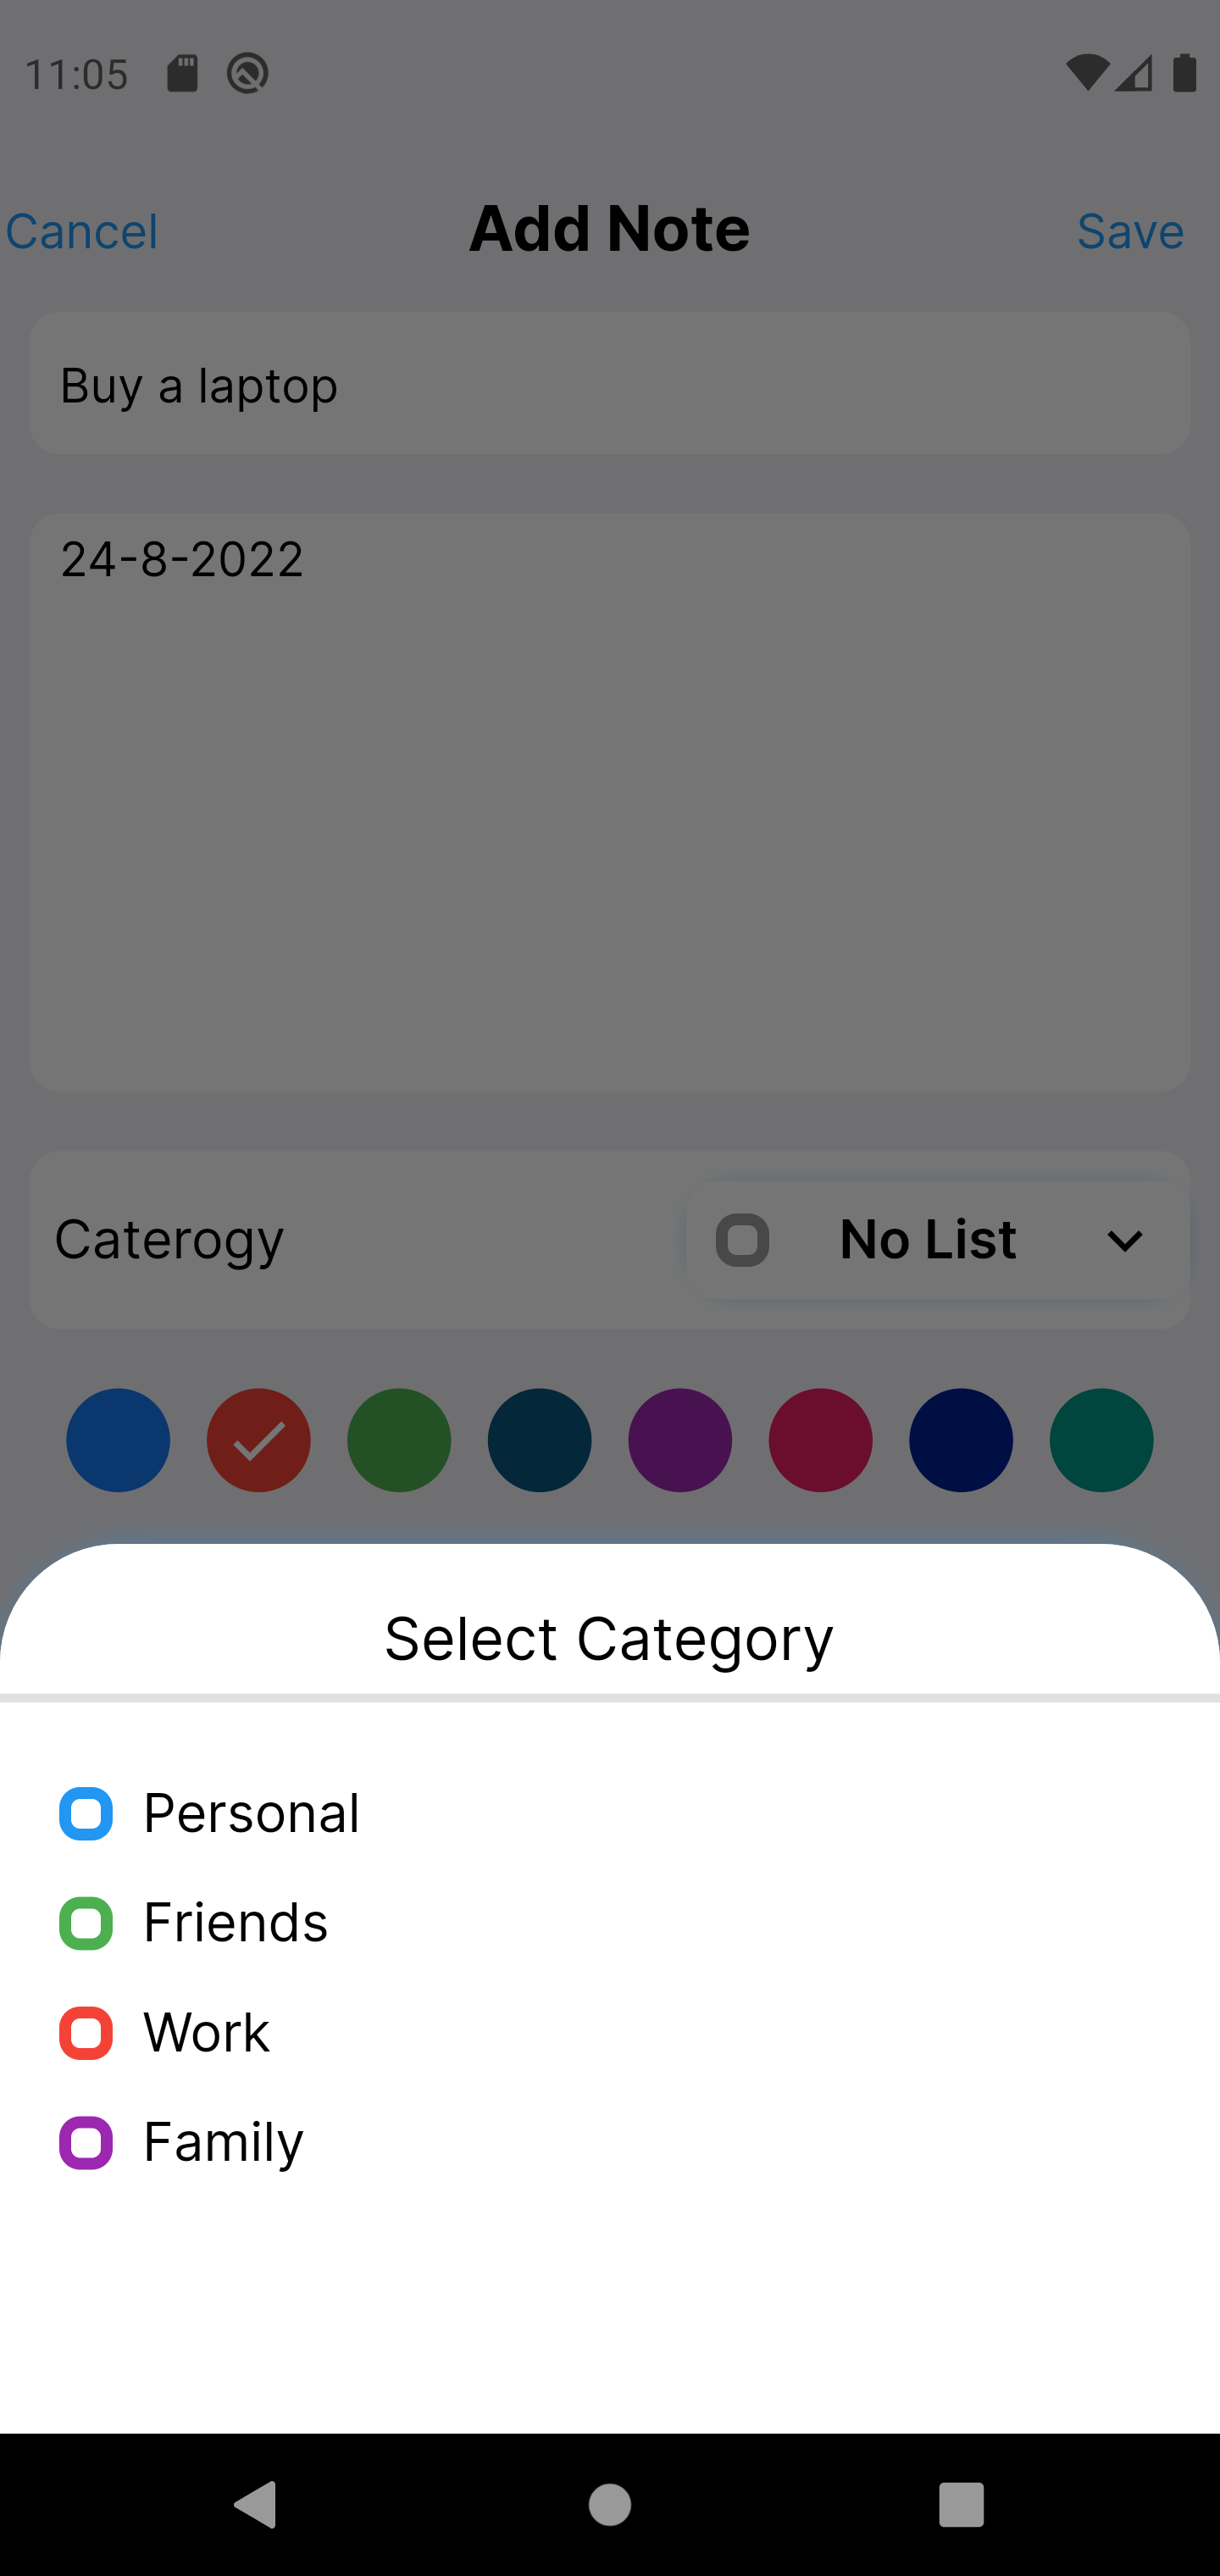 11:05
Cancel Add Note Save
Buy a laptop
24-8-2022
Caterogy No List
Select Category
Personal
Friends
Work
Family